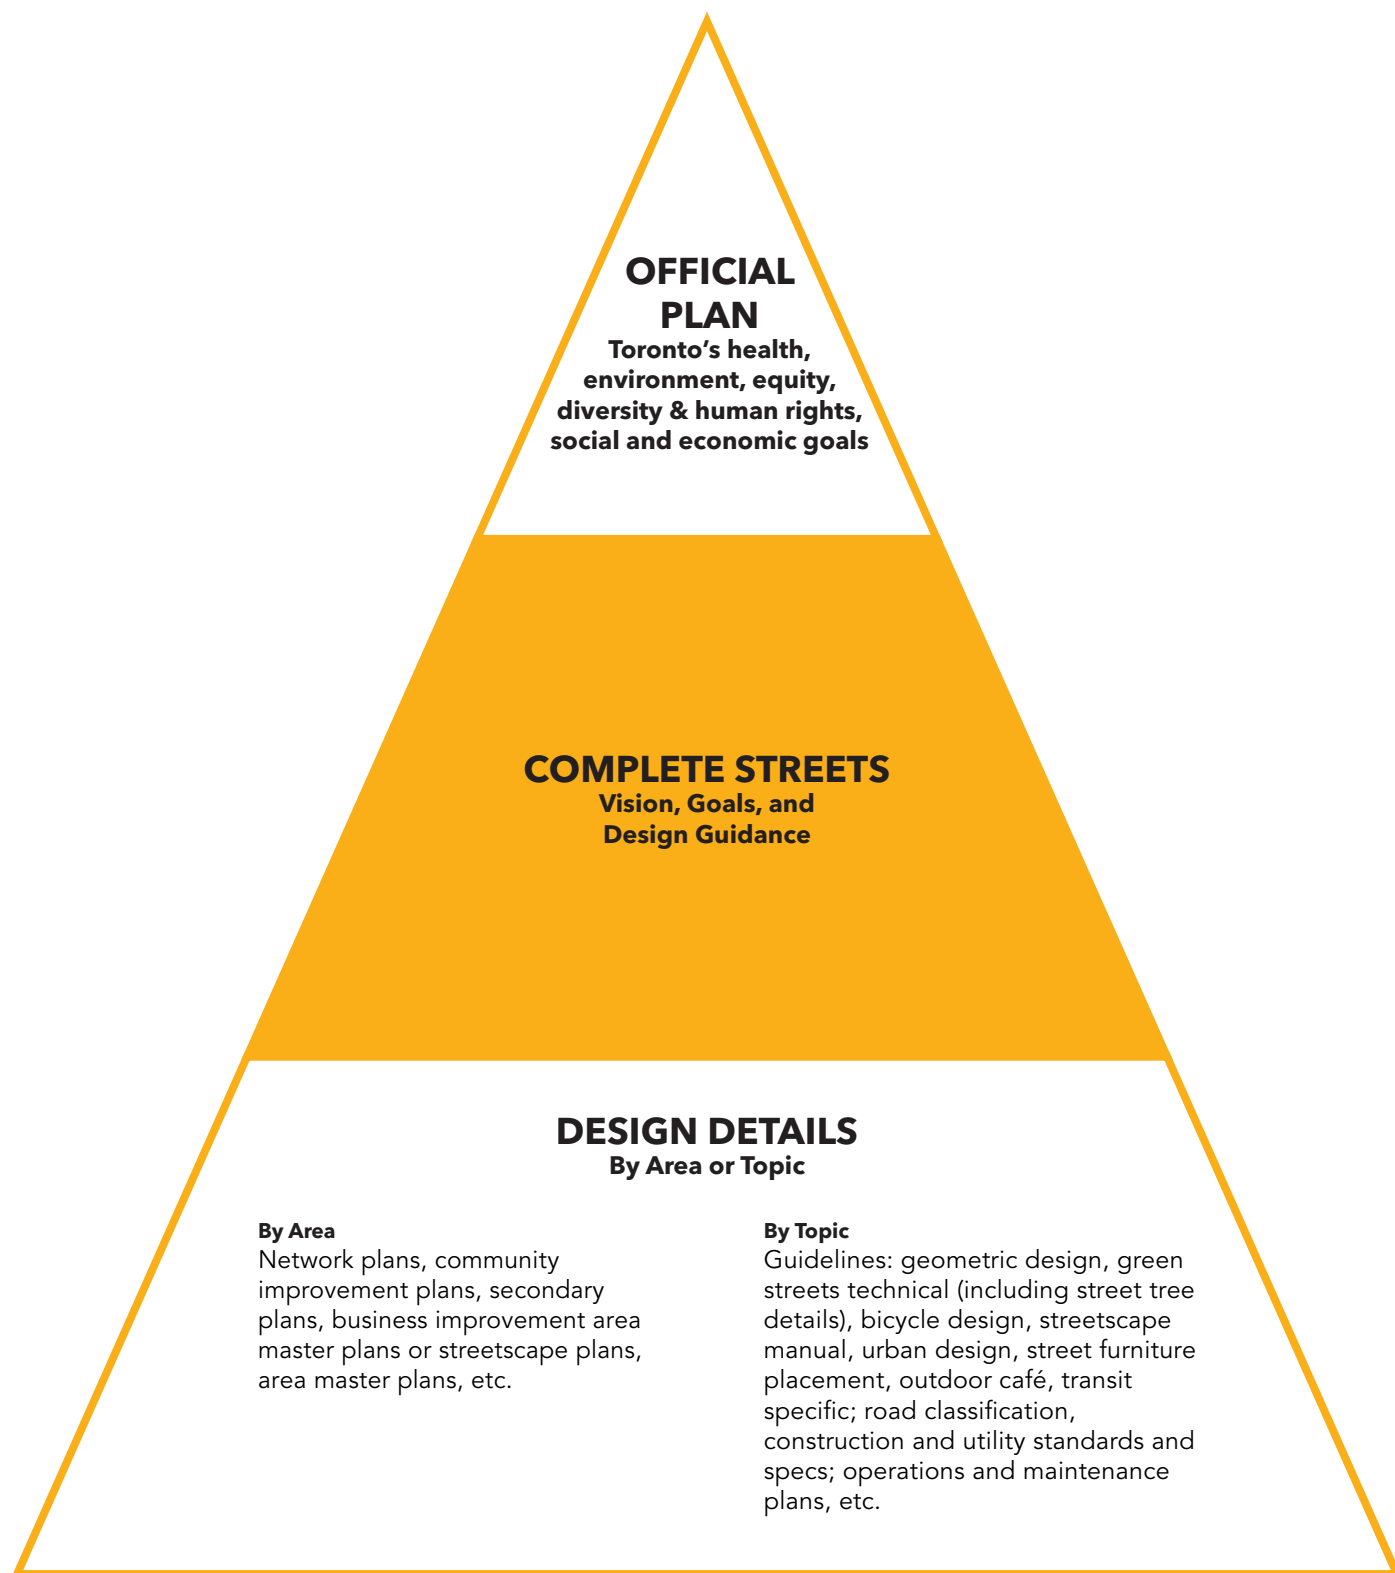 OFFICIAL
PLAN
Toronto’s health,
environment, equity,
diversity & human rights,
social and economic goals
COMPLETE STREETS
Vision, Goals, and
Design Guidance
DESIGN DETAILS
By Area or Topic
By Area
Network plans, community
improvement plans, secondary
plans, business improvement area
master plans or streetscape plans,
area master plans, etc.
By Topic
Guidelines: geometric design, green
streets technical (including street tree
details), bicycle design, streetscape
manual, urban design, street furniture
placement, outdoor café, transit
specific; road classification,
construction and utility standards and
specs; operations and maintenance
plans, etc.